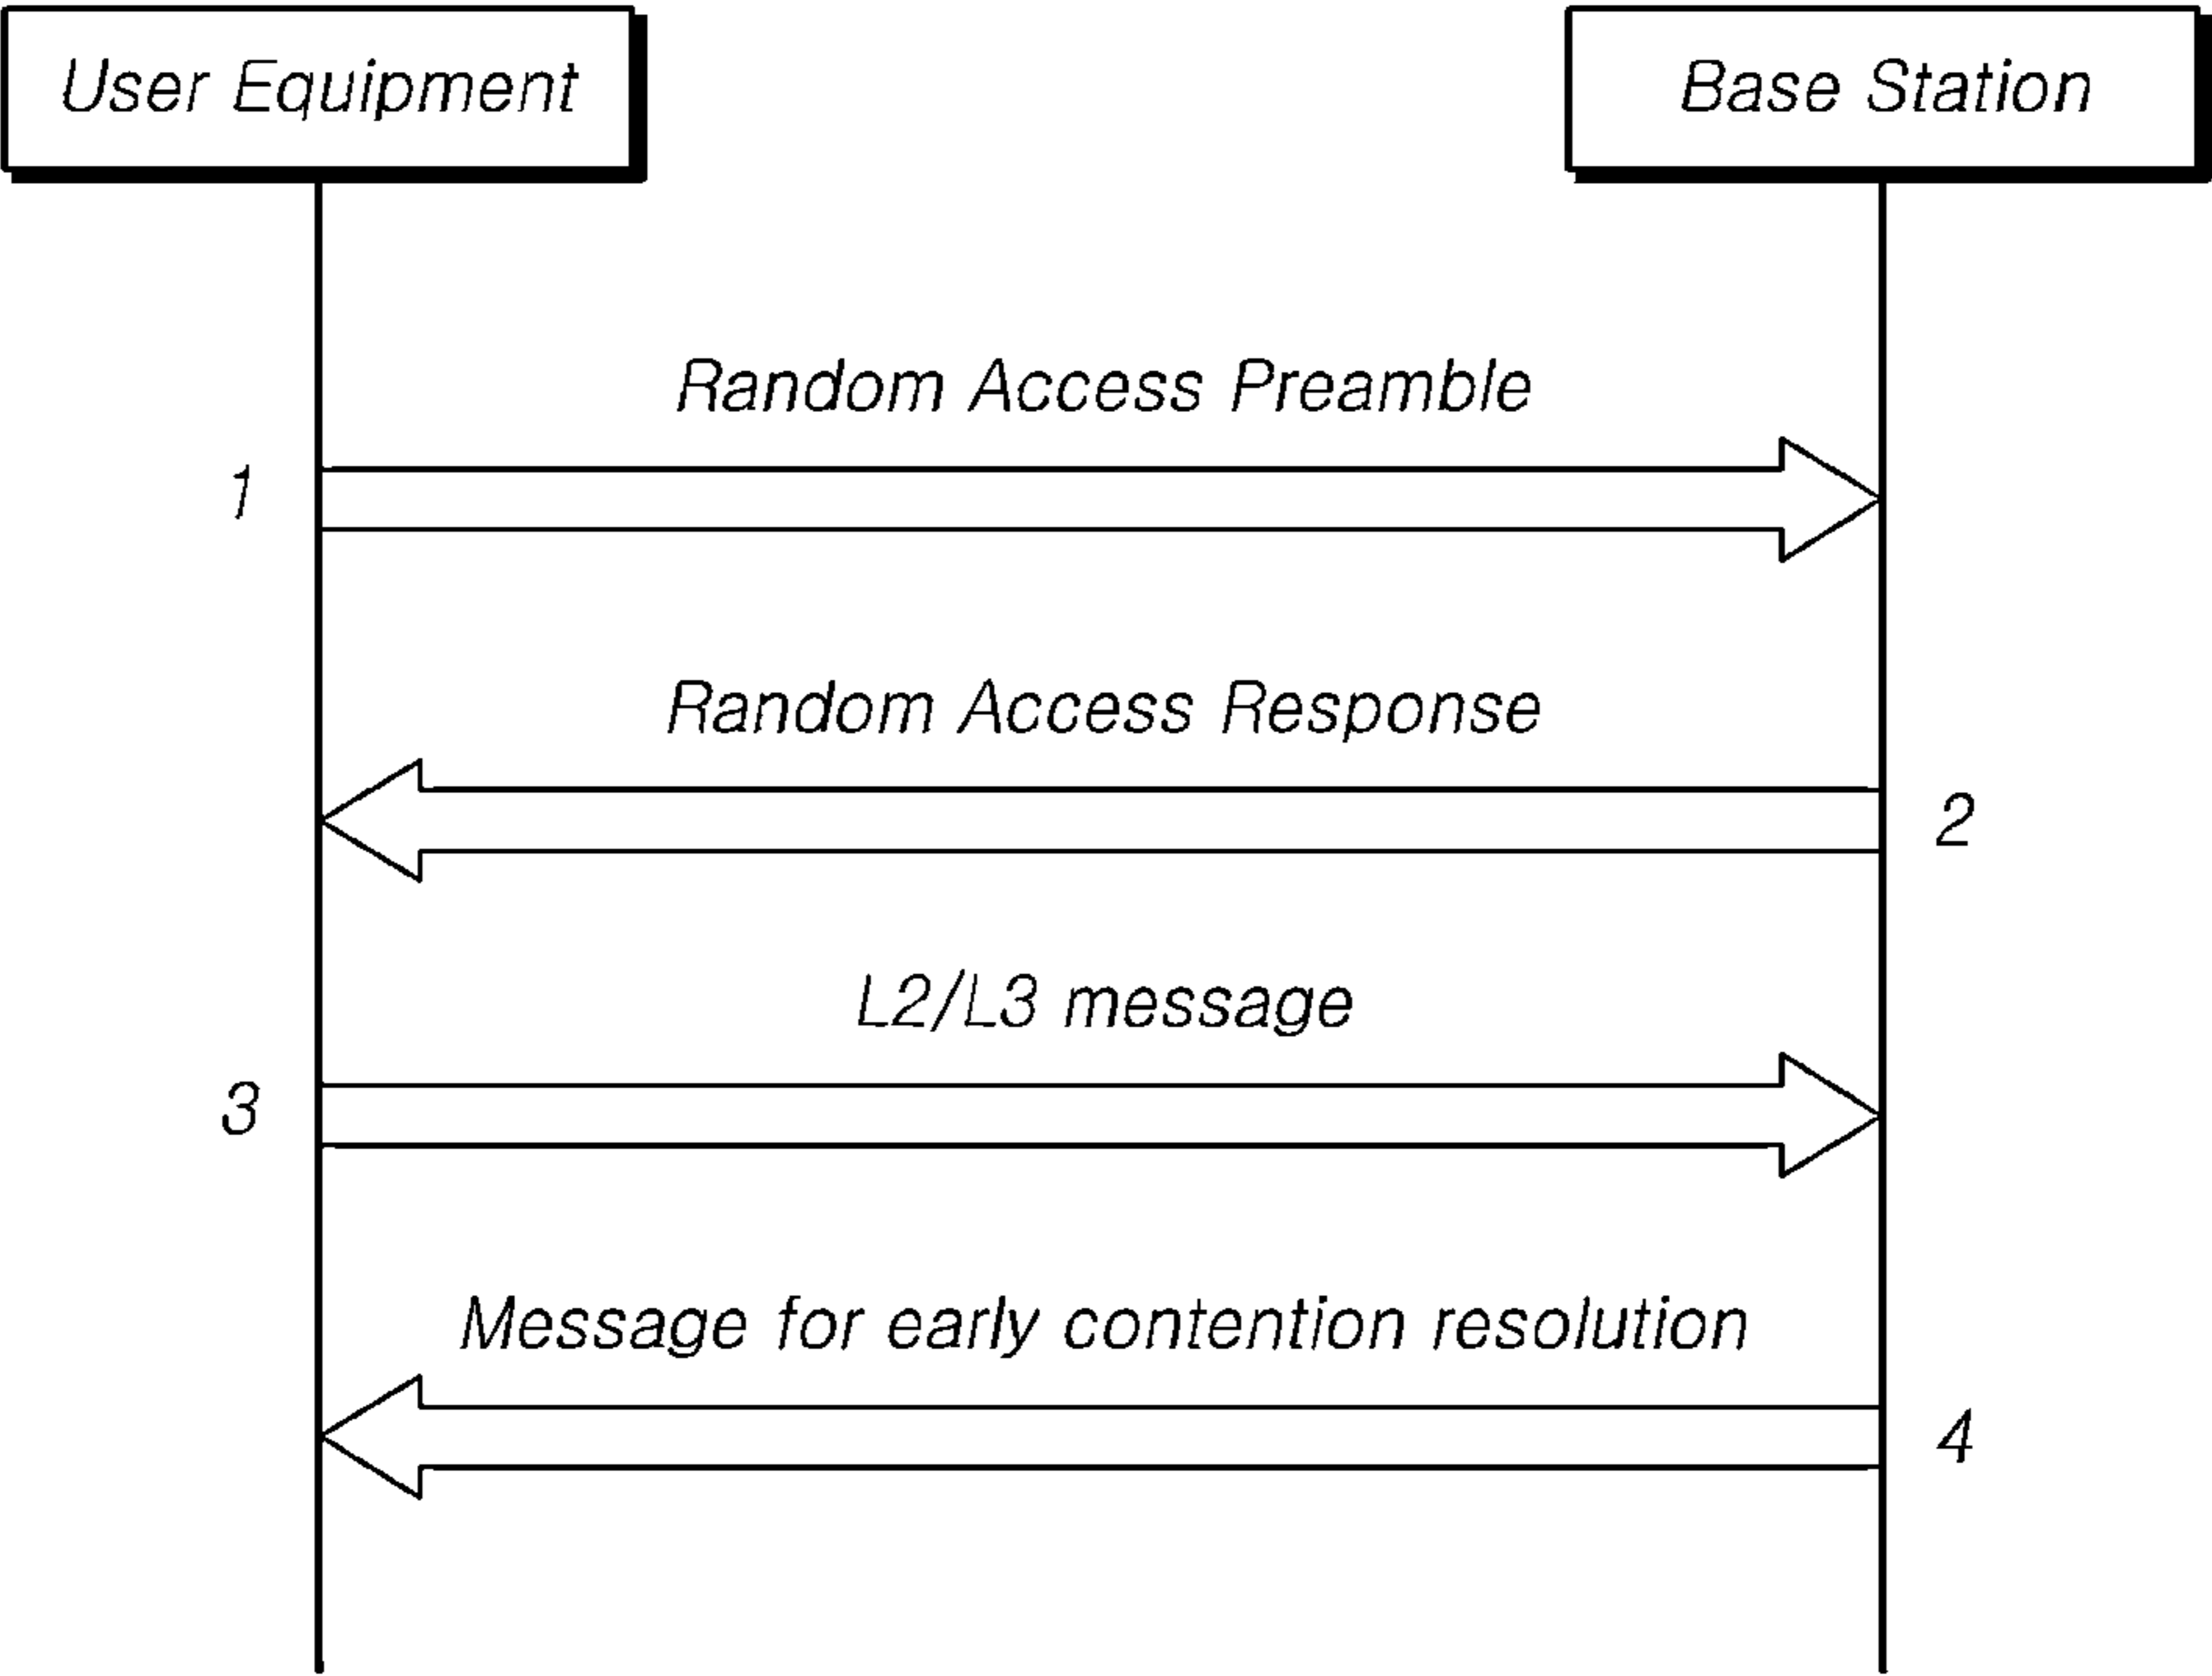 User Equipment
Base Station
Random Access Preamble
1
Random Access Response
2
L2/L3 message
3
Message for early contention resolution
4